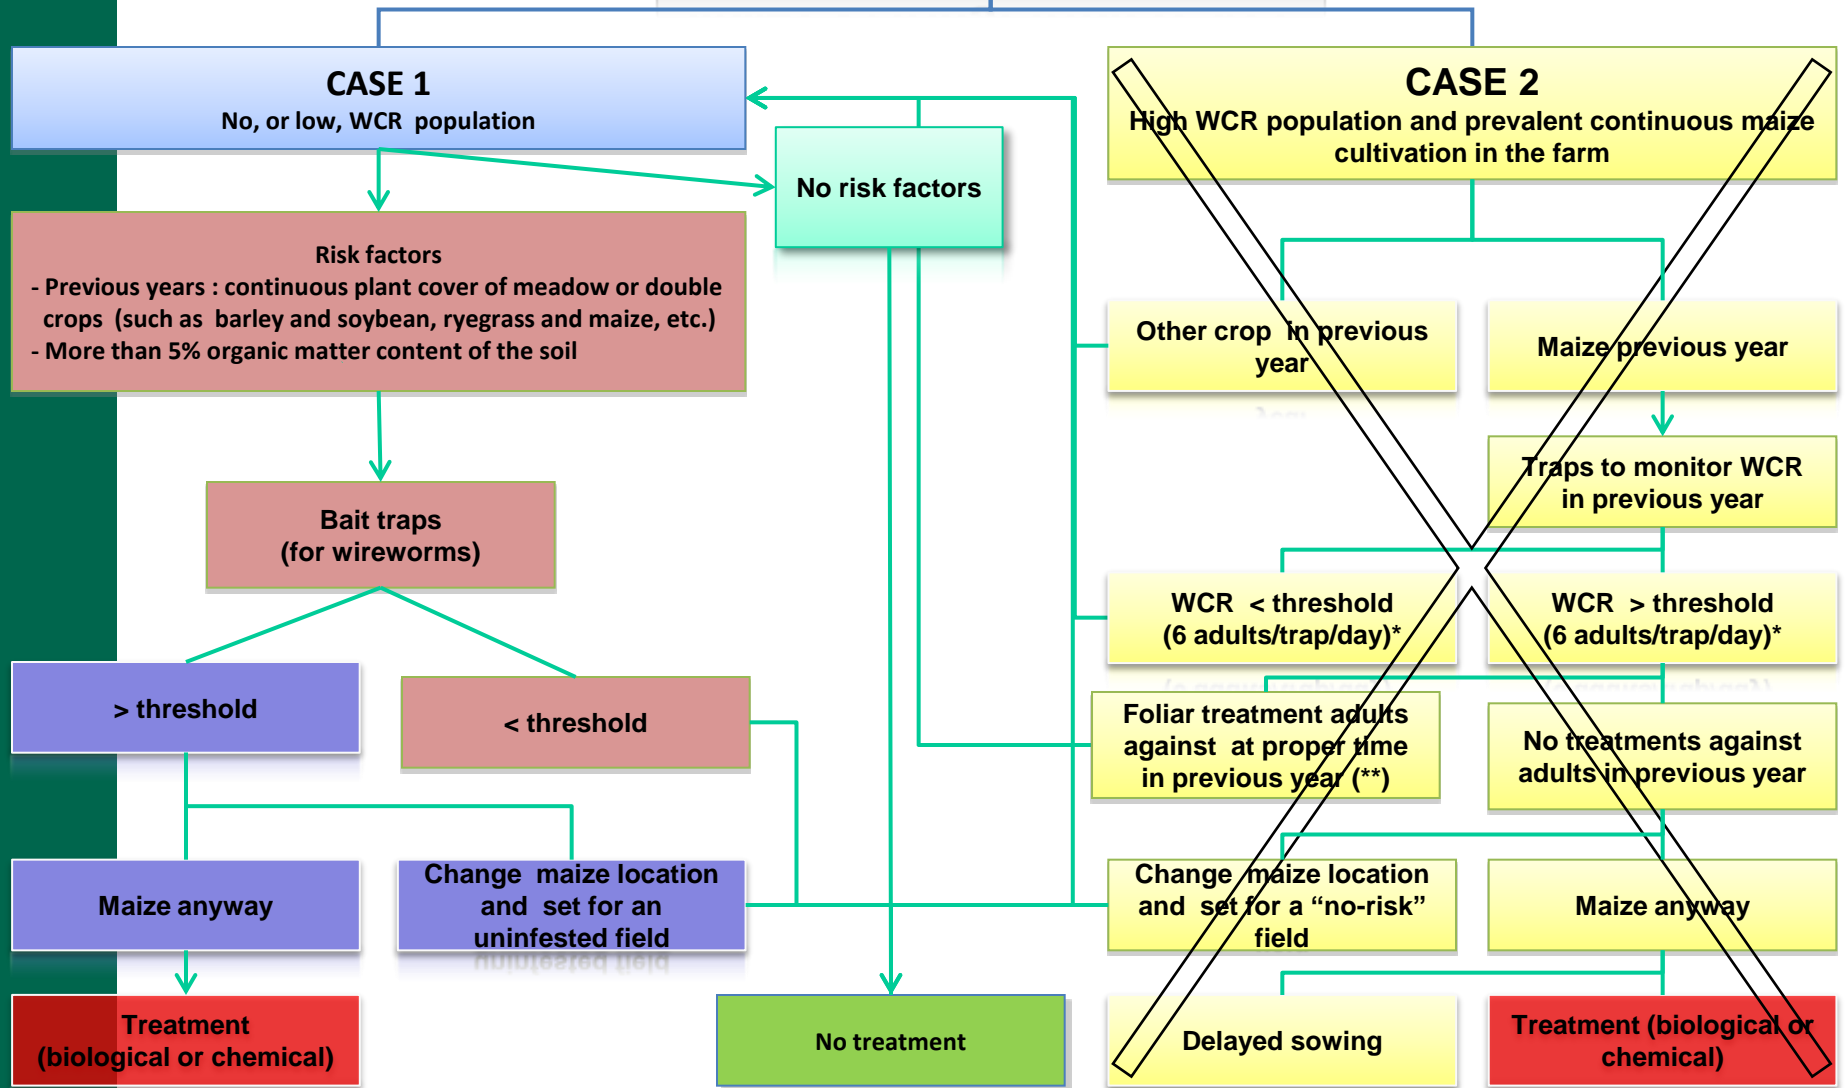 CASE 1
No, or low, WCR population
CASE 2
High WCR population and prevalent continuous maize
cultivation in the farm
No risk factors
Risk factors
- Previous years : continuous plant cover of meadow or double
crops (such as barley and soybean, ryegrass and maize, etc.)
- More than 5% organic matter content of the soil
Other crop in previous
year
Maize previous year
Traps to monitor WCR
in previous year
Bait traps
(for wireworms)
WCR < threshold
(6 adults/trap/day)*
WCR > threshold
(6 adults/trap/day)*
> threshold
< threshold
Foliar treatment adults
against at proper time
in previous year (**)
No treatments against
adults in previous year
Maize anyway
Change maize location
and set for an
uninfested field
Change maize location
and set for a “no-risk”
field
Maize anyway
Treatment
(biological or chemical)
No treatment
Delayed sowing
Treatment (biological or
chemical)